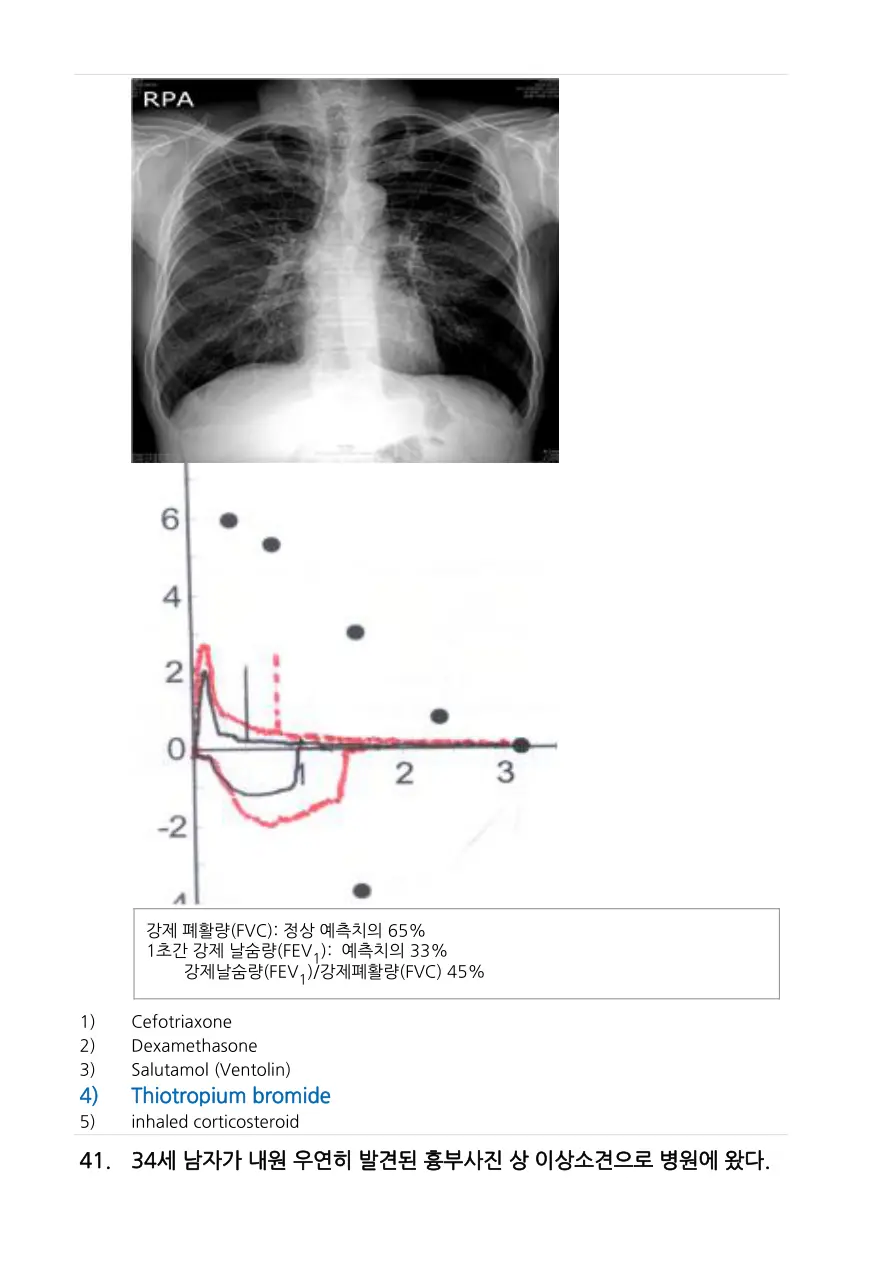 RPA
6
4
2
0
1
2
3
-2
4
강제 폐활량(FVC): 정상 예측치의 65%
1초간 강제 날숨량(FEV1): 예측치의 33%
강제날숨량(FEV1)/강제폐활량(FVC) 45%
1) Cefotriaxone
2) Dexamethasone
3) Salutamol (Ventolin)
4) Thiotropium bromide
5) inhaled corticosteroid
41. 34세 남자가 내원 우연히 발견된 흉부사진 상 이상소견으로 병원에 왔다.